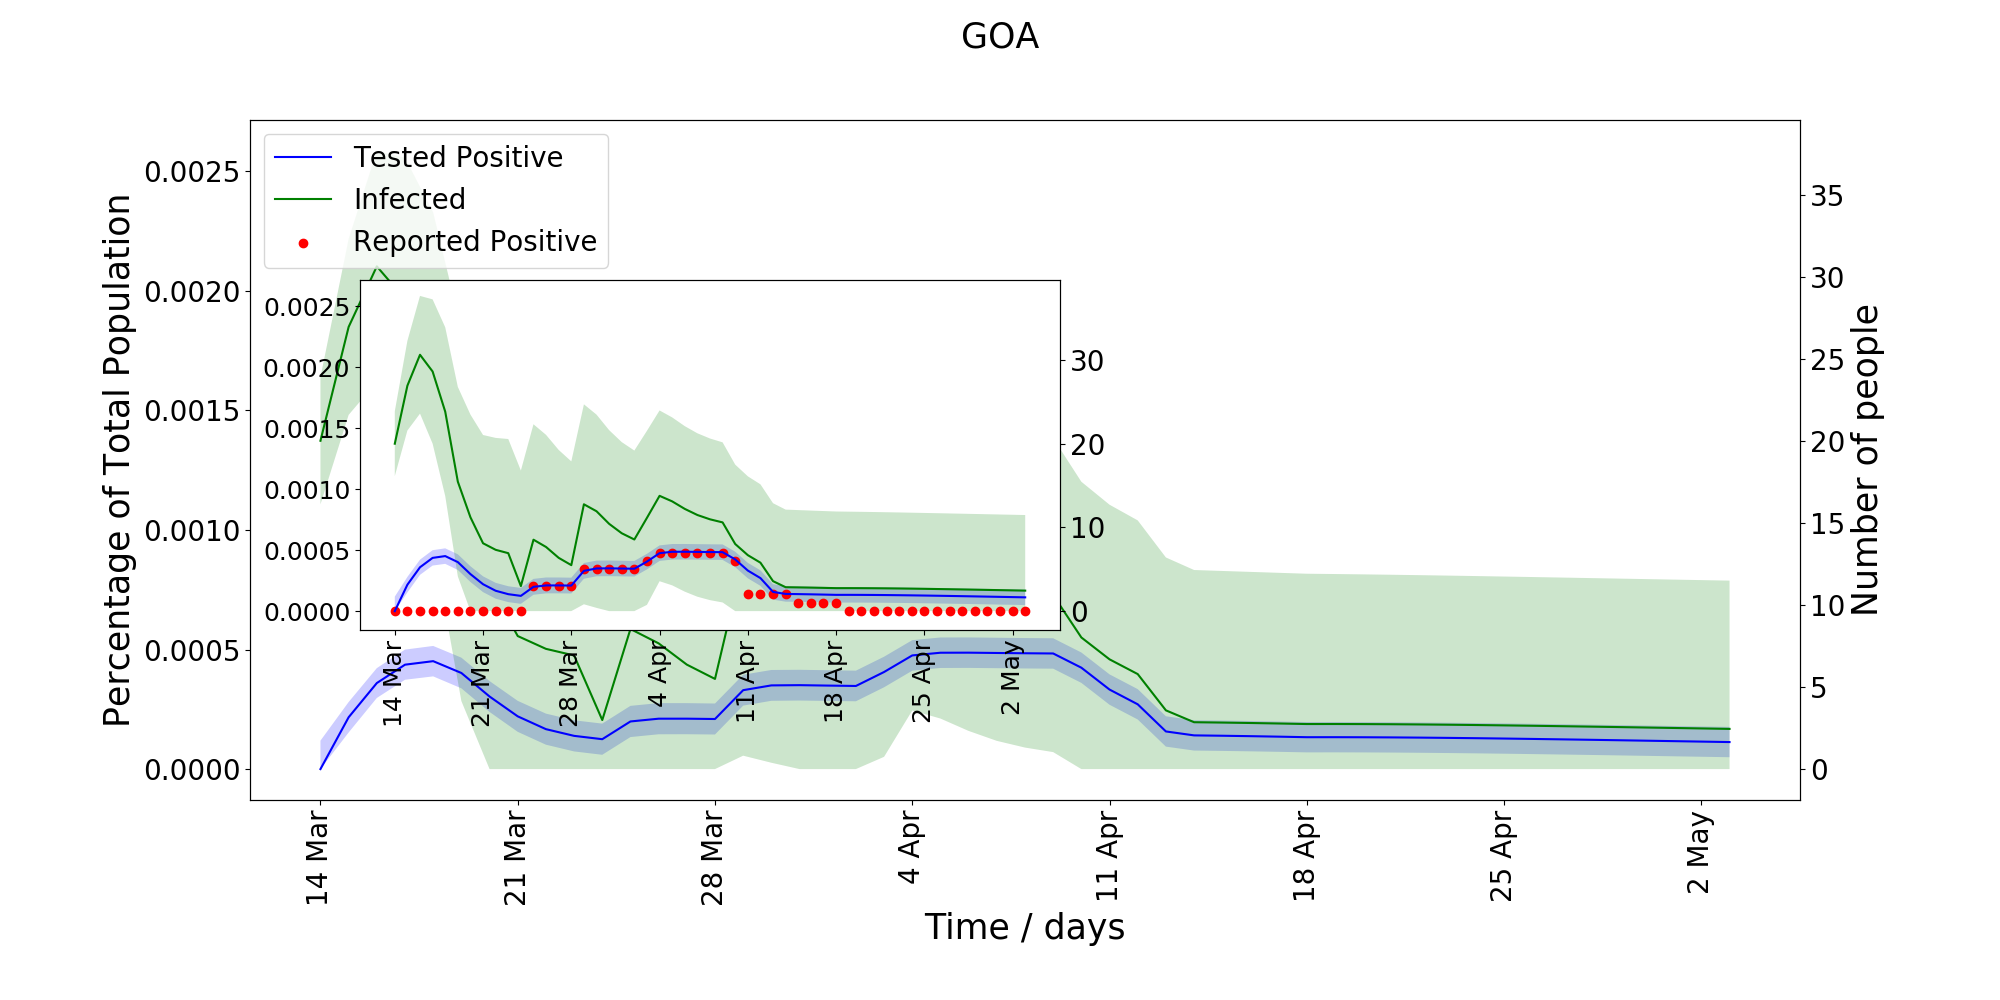 GOA
Tested Positive
Infected
Reported Positive
Percentage of Total Population
0.0025
0.0020
0.0015
0.0010
0.0005
0.0000
Number of people
35
30
25
20
15
10
5
0
14 Mar
21 Mar
28 Mar
4 Apr
11 Apr
18 Apr
25 Apr
2 May
Time / days
0.0025
0.0020
0.0015
0.0010
0.0005
0.0000
30
20
10
0
14 Mar
21 Mar
28 Mar
4 Apr
11 Apr
18 Apr
25 Apr
2 May